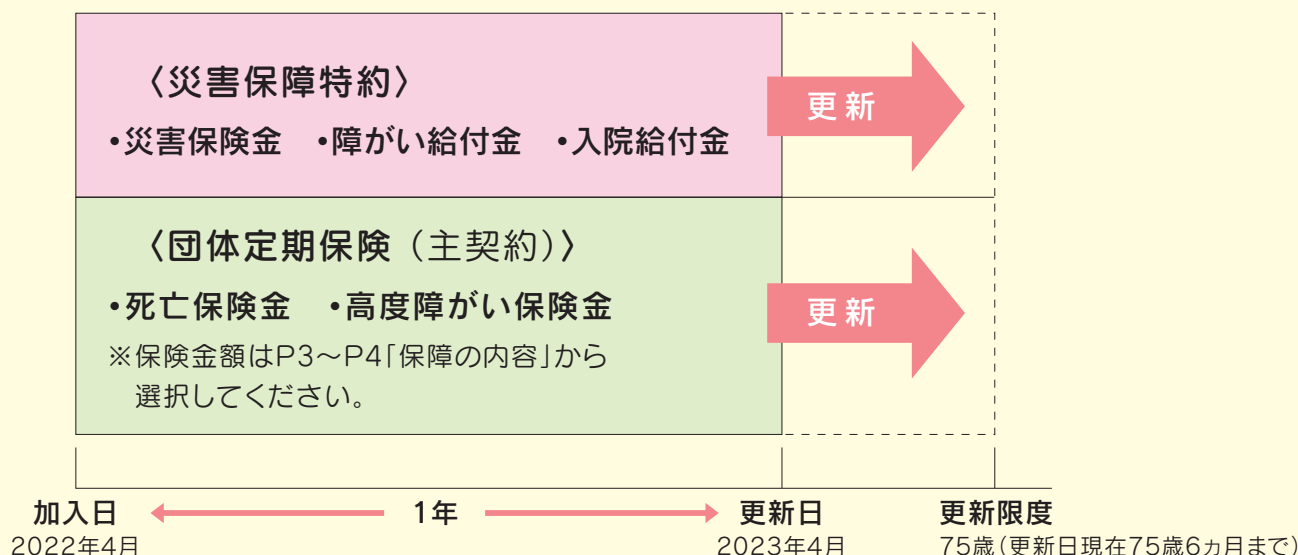 〈災害保障特約〉
•災害保険金 •障がい給付金 •入院給付金
更新
〈団体定期保険（主契約）〉
•死亡保険金 •高度障がい保険金
※保険金額はP3〜P4「保障の内容」から
選択してください。
更新
加入日 1年 更新日 更新限度
2022年4月 2023年4月 75歳（更新日現在75歳6ヵ月まで）